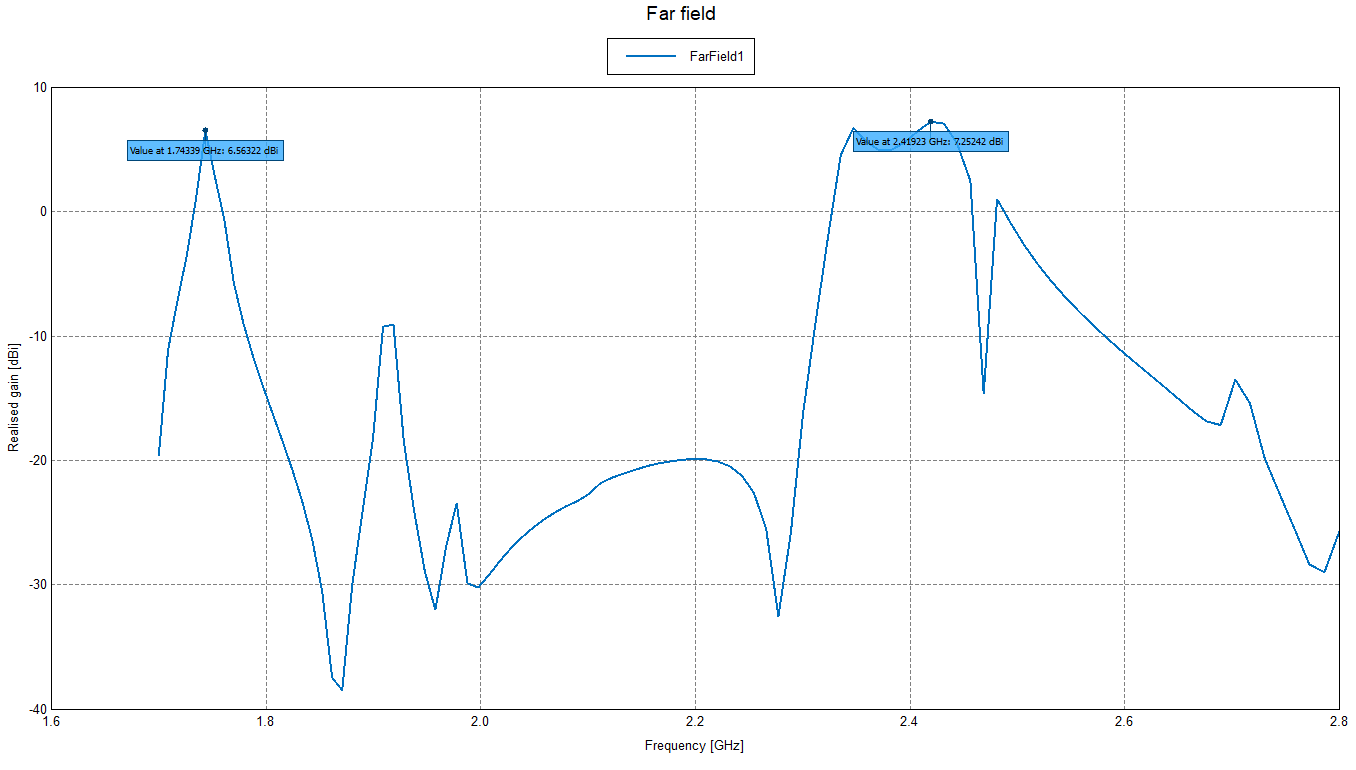 Far field
FarField1
Value at 1.74339 GHz: 6.56322 dBi
Value at 2.41923 GHz: 7.25242 dBi
10
0
-10
-20
-30
-40
Realised gain [dBi]
1.6 1.8 2.0 2.2 2.4 2.6 2.8
Frequency [GHz]